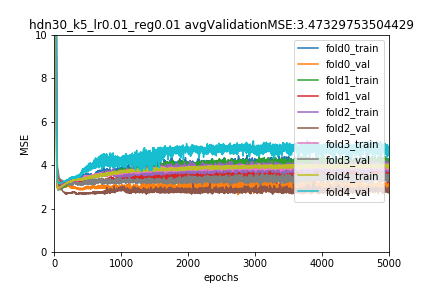 hdn30_k5_lr0.01_reg0.01 avgValidationMSE:3.47329753504429
10
8
6
4
2
0
MSE
fold0_train
fold0_val
fold1_train
fold1_val
fold2_train
fold2_val
fold3_train
fold3_val
fold4_train
fold4_val
0 1000 2000 3000 4000 5000
epochs